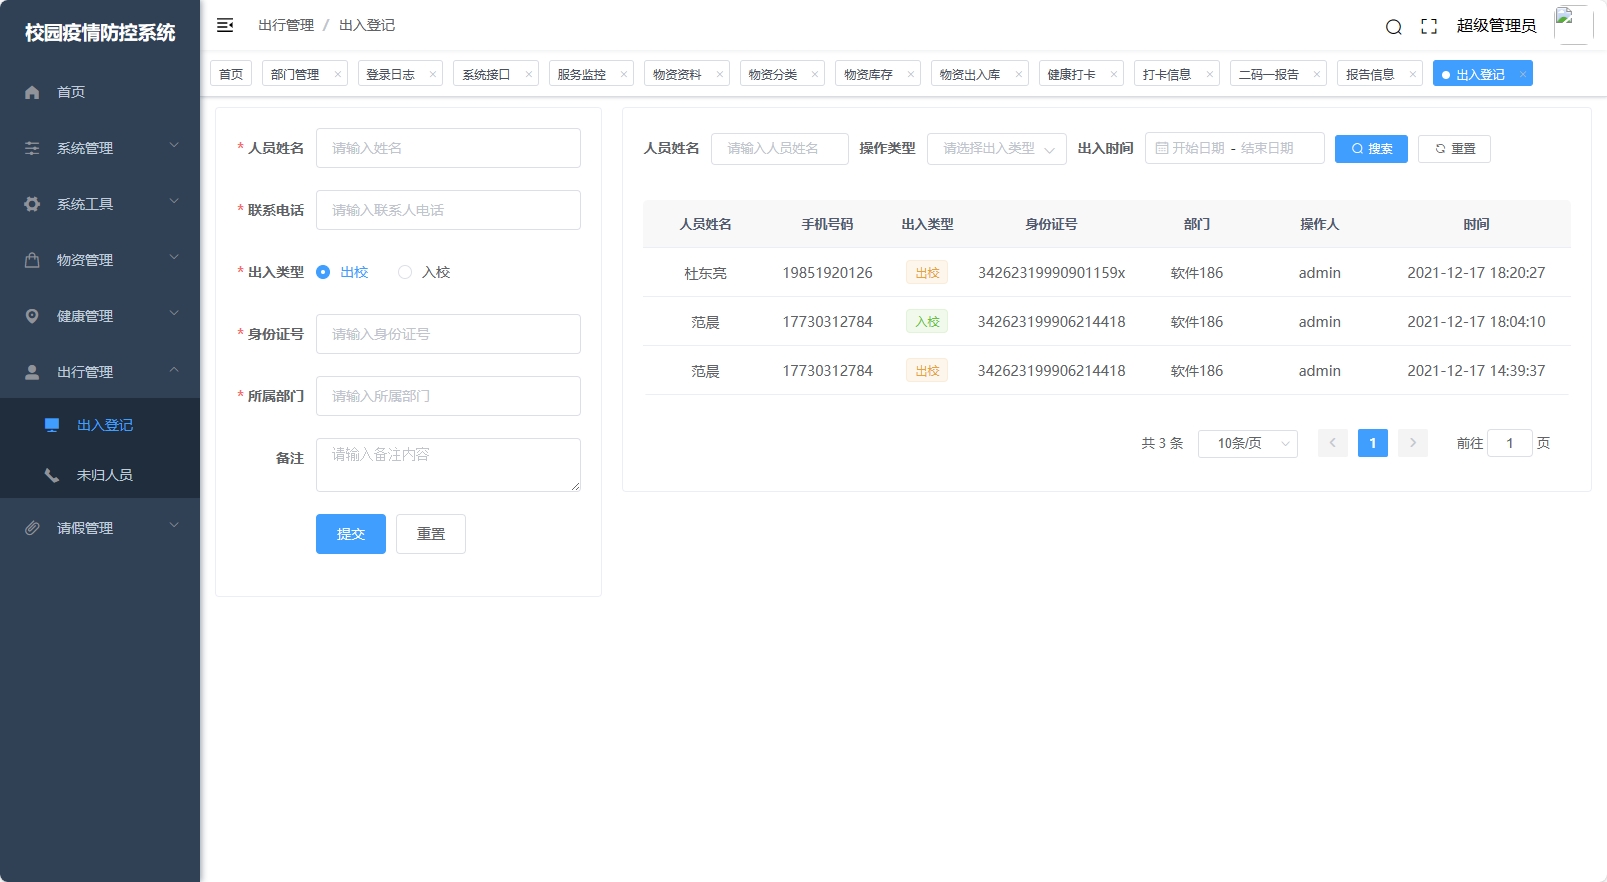 校园疫情防控系统
出行管理 / 出入登记
超级管理员
首页 部门管理 × 登录日志 × 系统接口 × 服务监控 × 物资资料 × 物资分类 × 物资库存 × 物资出入库 × 健康打卡 × 打卡信息 × 二码一报告 × 报告信息 × 出入登记 ×
首页
系统管理
系统工具
物资管理
健康管理
出行管理
出入登记
未归人员
请假管理
* 人员姓名 请输入姓名
* 联系电话 请输入联系人电话
* 出入类型 出校 入校
* 身份证号 请输入身份证号
* 所属部门 请输入所属部门
备注 请输入备注内容
提交 重置
人员姓名 请输入人员姓名 操作类型 请选择出入类型 出入时间 开始日期 - 结束日期 搜索 重置
人员姓名 手机号码 出入类型 身份证号 部门 操作人 时间
杜东亮 19851920126 出校 34262319990901159x 软件186 admin 2021-12-17 18:20:27
范晨 17730312784 入校 342623199906214418 软件186 admin 2021-12-17 18:04:10
范晨 17730312784 出校 342623199906214418 软件186 admin 2021-12-17 14:39:37
共 3 条 10条/页 < 1 > 前往 1 页